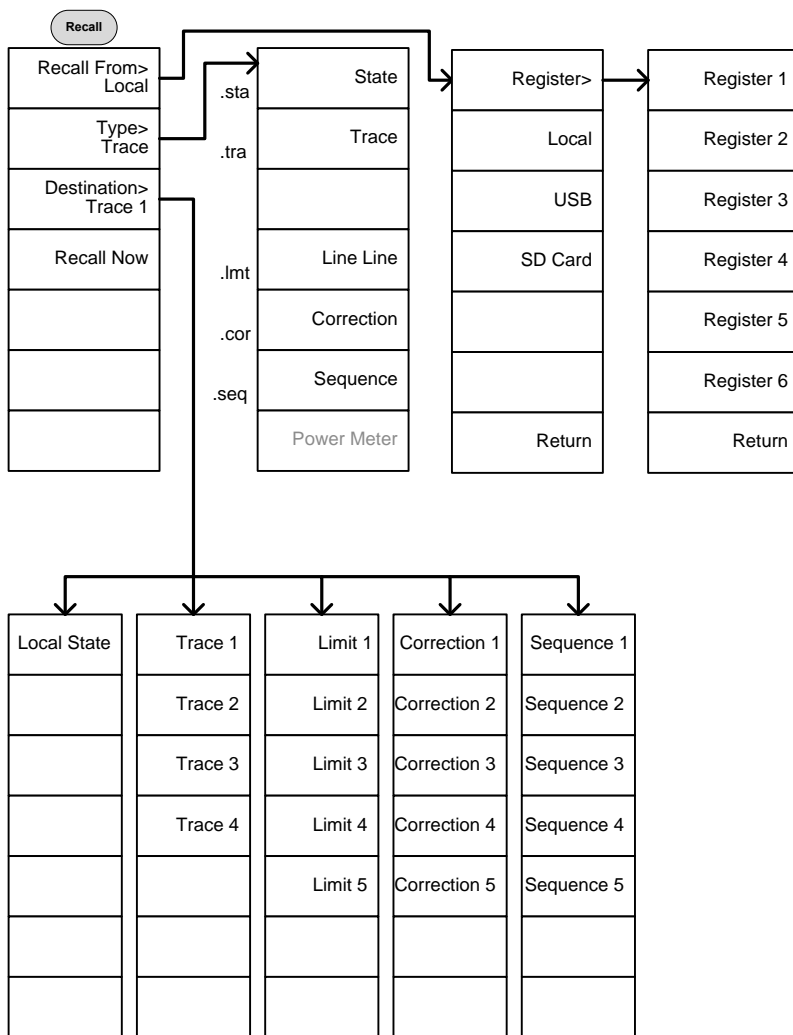 Recall
Recall From>
Local
Type>
Trace
Destination>
Trace 1
Recall Now
.sta
.tra
.lmt
.cor
.seq
State
Trace
Line Line
Correction
Sequence
Power Meter
Register>
Local
USB
SD Card
Return
Register 1
Register 2
Register 3
Register 4
Register 5
Register 6
Return
Local State
Trace 1
Trace 2
Trace 3
Trace 4
Limit 1
Limit 2
Limit 3
Limit 4
Limit 5
Correction 1
Correction 2
Correction 3
Correction 4
Correction 5
Sequence 1
Sequence 2
Sequence 3
Sequence 4
Sequence 5